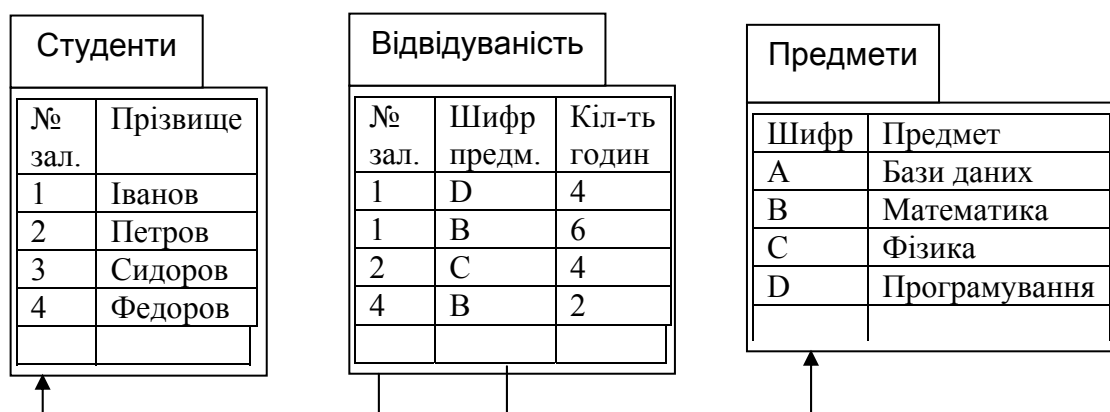 Студенти
№ Прізвище
зал.
1 Іванов
2 Петров
3 Сидоров
4 Федоров
Відвідуваність
№ Шифр Кіл-ть
зал. предм. годин
1 D 4
1 B 6
2 C 4
4 B 2
Предмети
Шифр Предмет
A Бази даних
B Математика
C Фізика
D Програмування